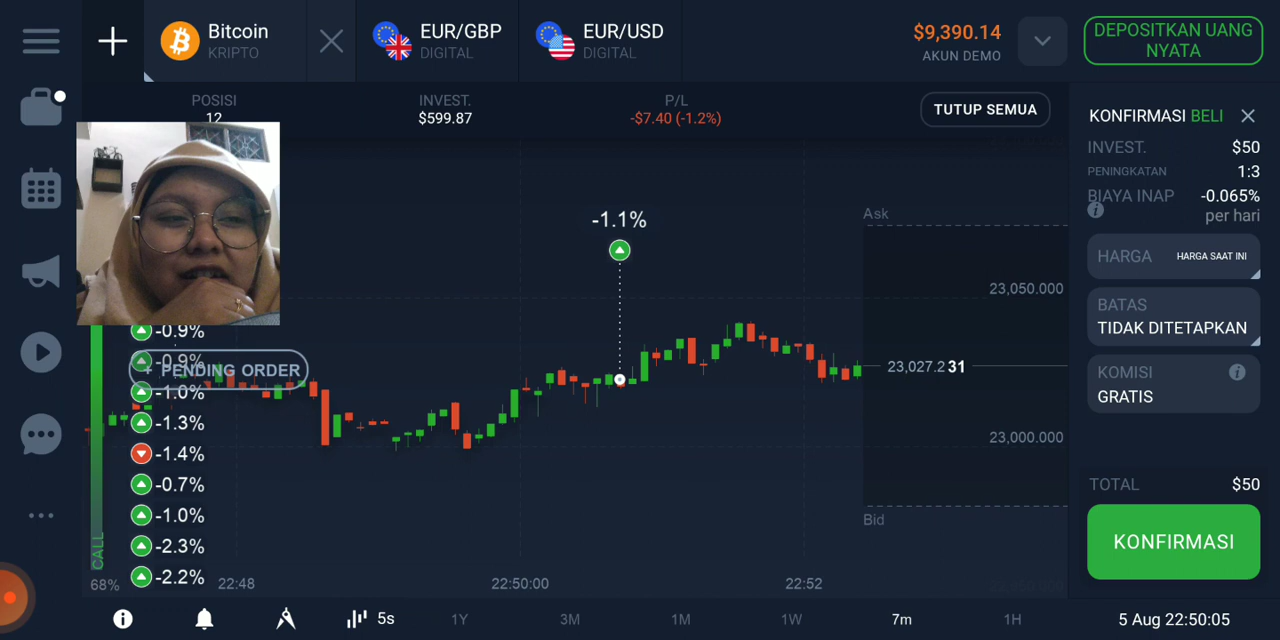 Bitcoin
KRIPTO
EUR/GBP
DIGITAL
EUR/USD
DIGITAL
$9,390.14
AKUN DEMO
DEPOSITKAN UANG
NYATA
POSISI
12
INVEST.
$599.87
P/L
-$7.40 (-1.2%)
TUTUP SEMUA
KONFIRMASI BELI
INVEST. $50
PENINGKATAN 1:3
BIAYA INAP -0.065%
per hari
HARGA HARGA SAAT INI
BATAS
TIDAK DITETAPKAN
KOMISI
GRATIS
TOTAL $50
KONFIRMASI
-1.1%
Ask
23,050.000
23,027.231
23,000.000
Bid
-0.9%
-0.9%
+ PENDING ORDER
-1.0%
-1.3%
-1.4%
-0.7%
-1.0%
-2.3%
-2.2%
CALL
68%
22:48
22:50:00
22:52
5s
1Y
3M
1M
1W
7m
1H
5 Aug 22:50:05